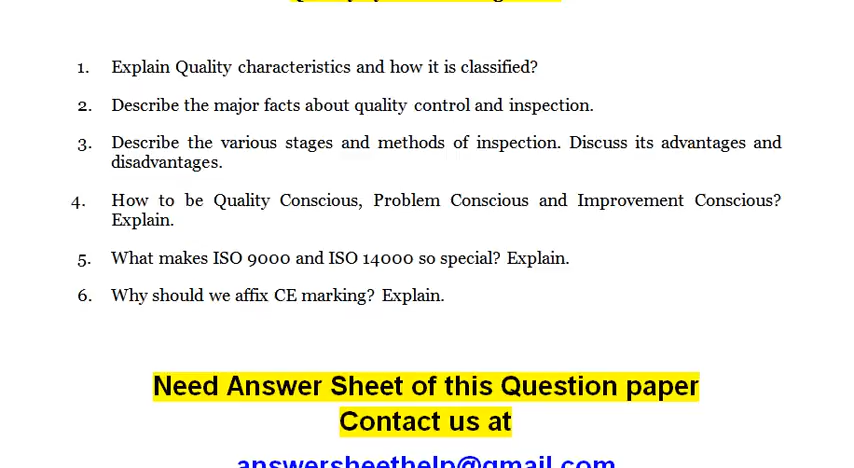 1. Explain Quality characteristics and how it is classified?
2. Describe the major facts about quality control and inspection.
3. Describe the various stages and methods of inspection. Discuss its advantages and
disadvantages.
4. How to be Quality Conscious, Problem Conscious and Improvement Conscious?
Explain.
5. What makes ISO 9000 and ISO 14000 so special? Explain.
6. Why should we affix CE marking? Explain.
Need Answer Sheet of this Question paper
Contact us at
answersheethelp@gmail.com